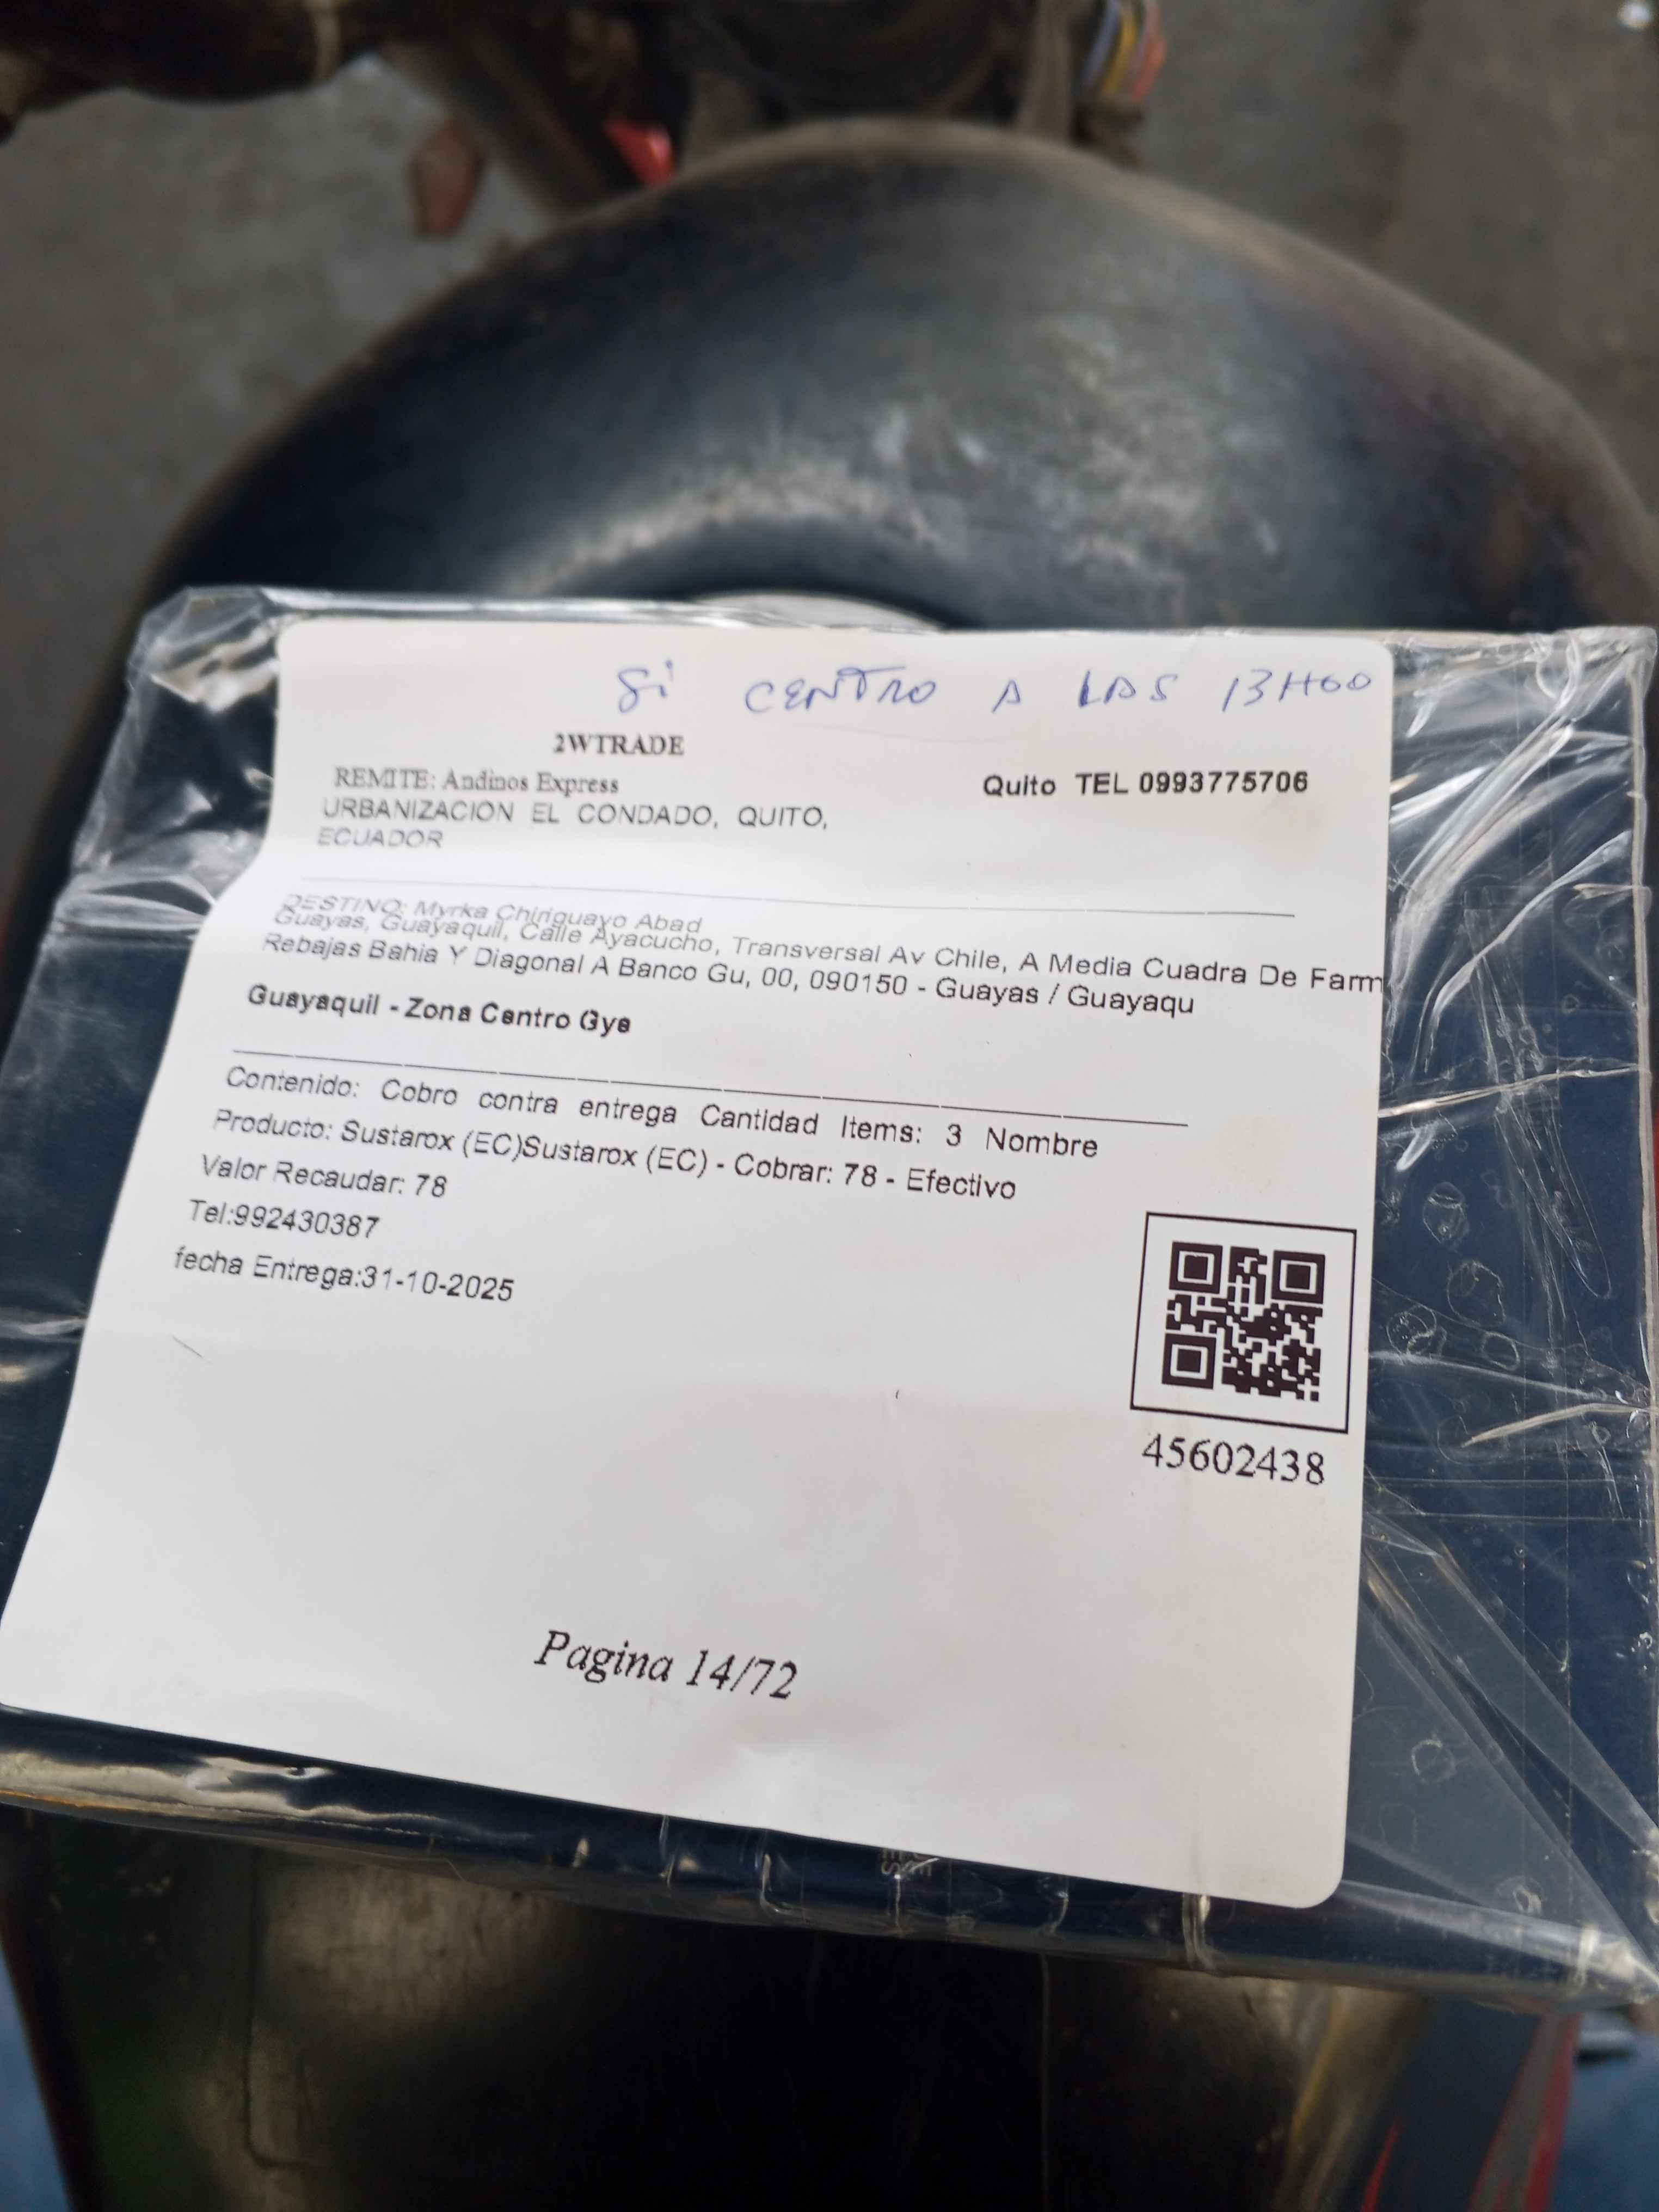 Si CENTRO A LAS 13H00
2WTRADE
REMITE: Andinos Express
Quito TEL 0993775706
URBANIZACION EL CONDADO, QUITO,
ECUADOR
DESTINO: Myrka Chiriguayo Abad
Guayas, Guayaquil, Calle Ayacucho, Transversal Av Chile, A Media Cuadra De Farm
Rebajas Bahia Y Diagonal A Banco Gu, 00, 090150 - Guayas / Guayaqu
Guayaquil - Zona Centro Gye
Contenido: Cobro contra entrega Cantidad Items: 3 Nombre
Producto: Sustarox (EC)Sustarox (EC) - Cobrar: 78 - Efectivo
Valor Recaudar: 78
Tel:992430387
fecha Entrega:31-10-2025
45602438
Pagina 14/72